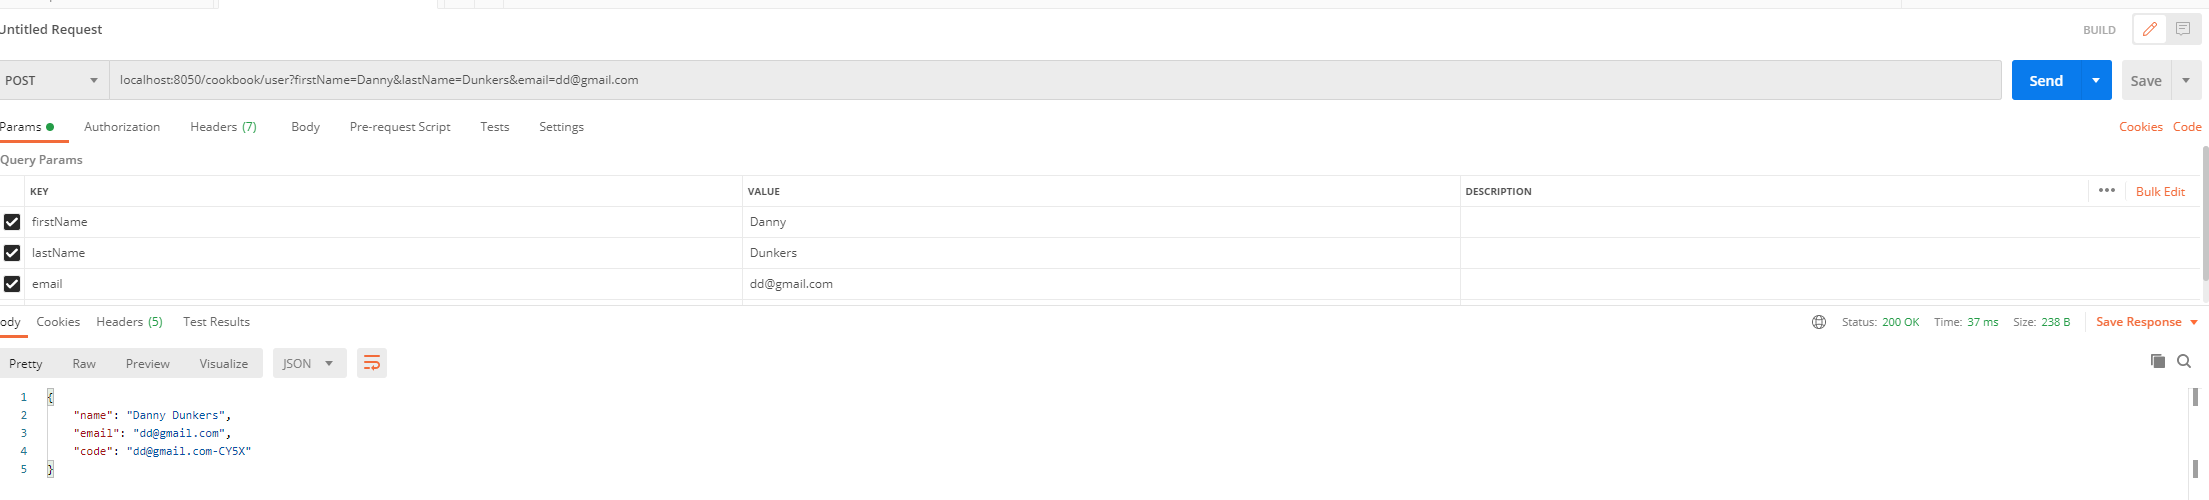 Untitled Request
BUILD
POST
localhost:8050/cookbook/user?firstName=Danny&lastName=Dunkers&email=dd@gmail.com
Send
Save
Params
Authorization
Headers (7)
Body
Pre-request Script
Tests
Settings
Cookies
Code
Query Params
KEY
VALUE
DESCRIPTION
Bulk Edit
firstName
Danny
lastName
Dunkers
email
dd@gmail.com
ody
Cookies
Headers (5)
Test Results
Status: 200 OK
Time: 37 ms
Size: 238 B
Save Response
Pretty
Raw
Preview
Visualize
JSON
1 {
2 "name": "Danny Dunkers",
3 "email": "dd@gmail.com",
4 "code": "dd@gmail.com-CY5X"
5 }